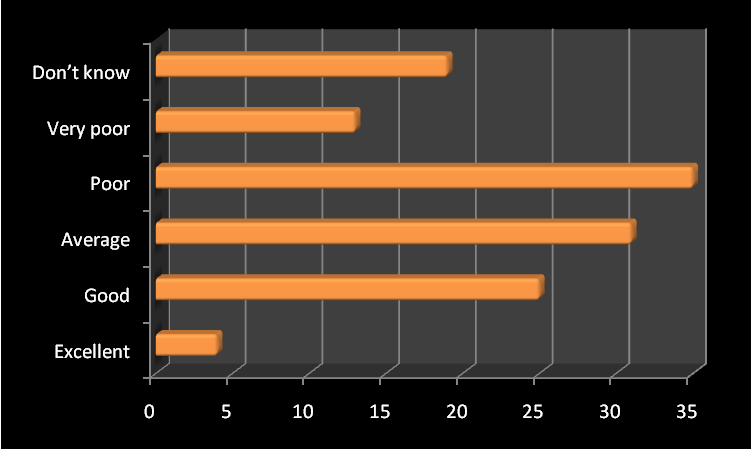 Don’t know
Very poor
Poor
Average
Good
Excellent
0 5 10 15 20 25 30 35